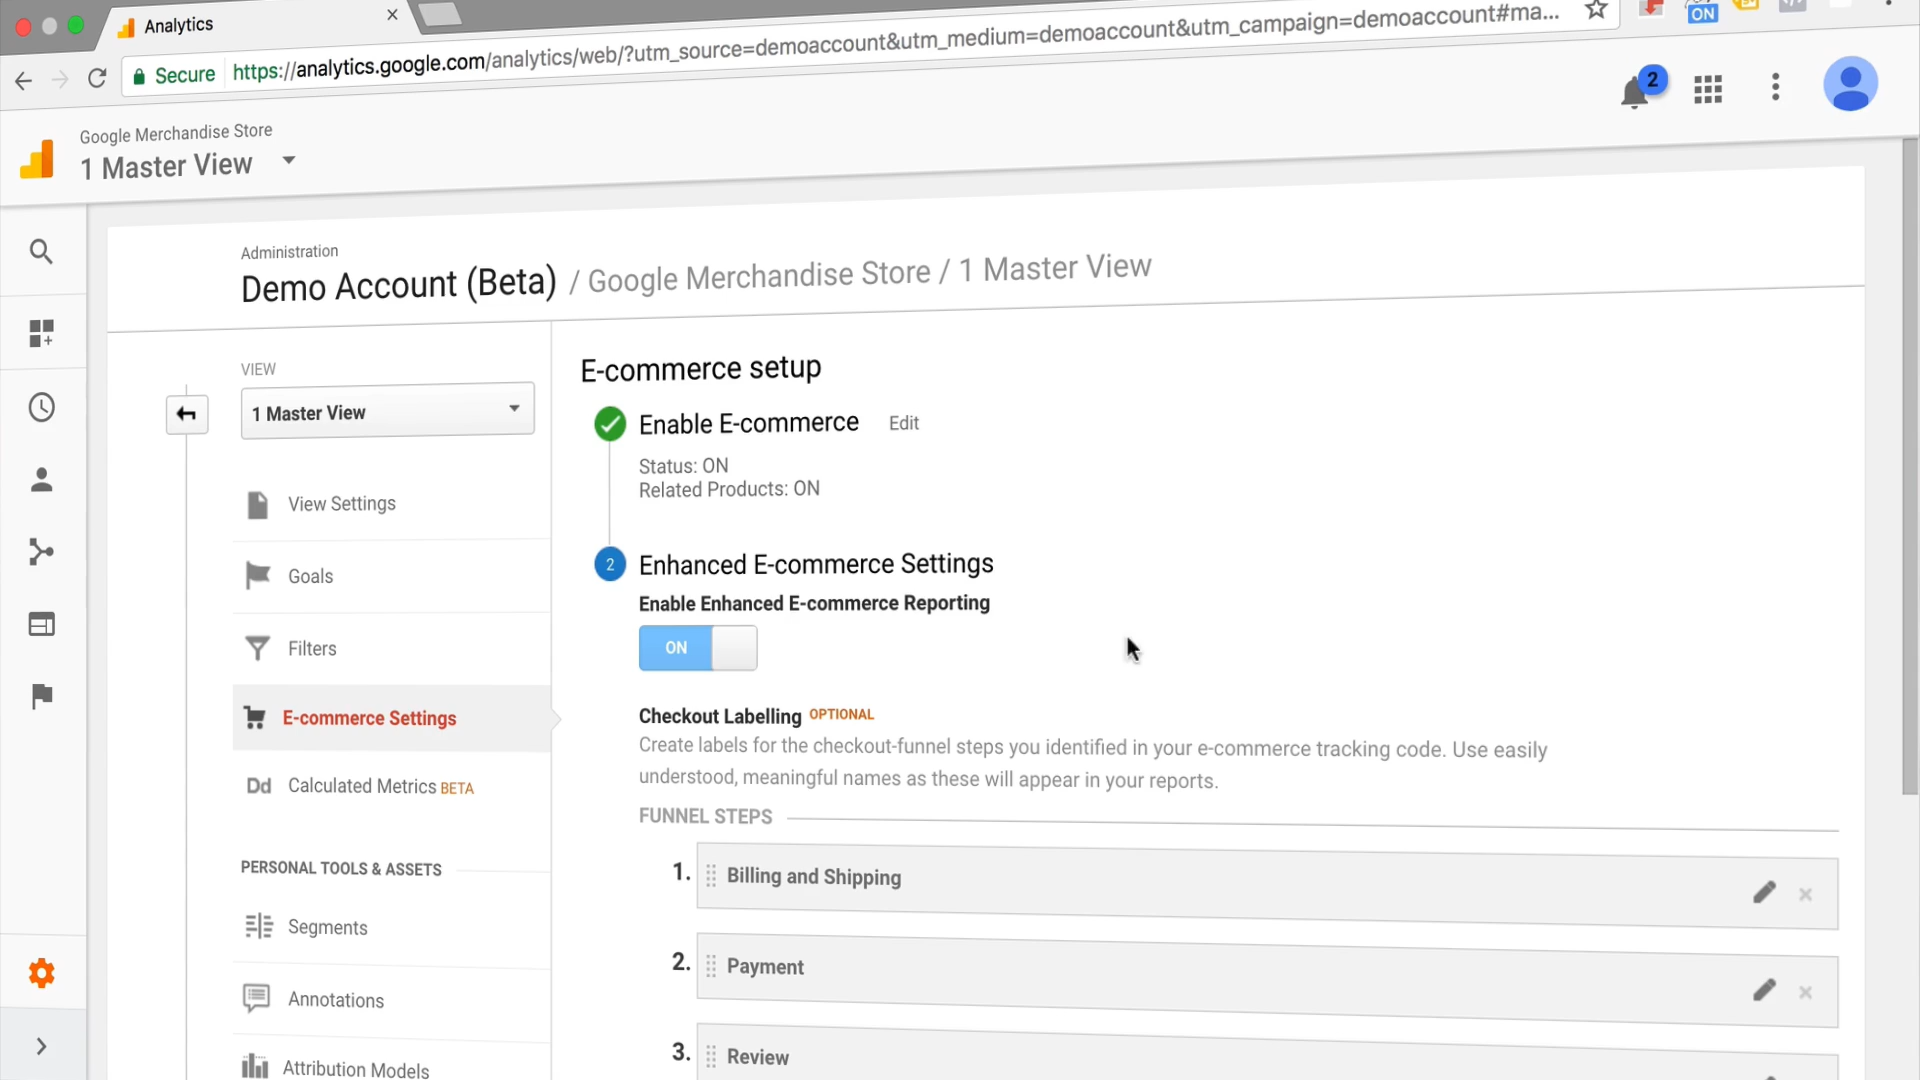 Analytics
Secure https://analytics.google.com/analytics/web/?utm_source=demoaccount&utm_medium=demoaccount&utm_campaign=demoaccount#ma...
ON
2
Google Merchandise Store
1 Master View
Administration
Demo Account (Beta) / Google Merchandise Store / 1 Master View
VIEW
1 Master View
View Settings
Goals
Filters
E-commerce Settings
Dd Calculated Metrics BETA
PERSONAL TOOLS & ASSETS
Segments
Annotations
Attribution Models
E-commerce setup
Enable E-commerce Edit
Status: ON
Related Products: ON
2 Enhanced E-commerce Settings
Enable Enhanced E-commerce Reporting
ON
Checkout Labelling OPTIONAL
Create labels for the checkout-funnel steps you identified in your e-commerce tracking code. Use easily
understood, meaningful names as these will appear in your reports.
FUNNEL STEPS
1. Billing and Shipping
2. Payment
3. Review